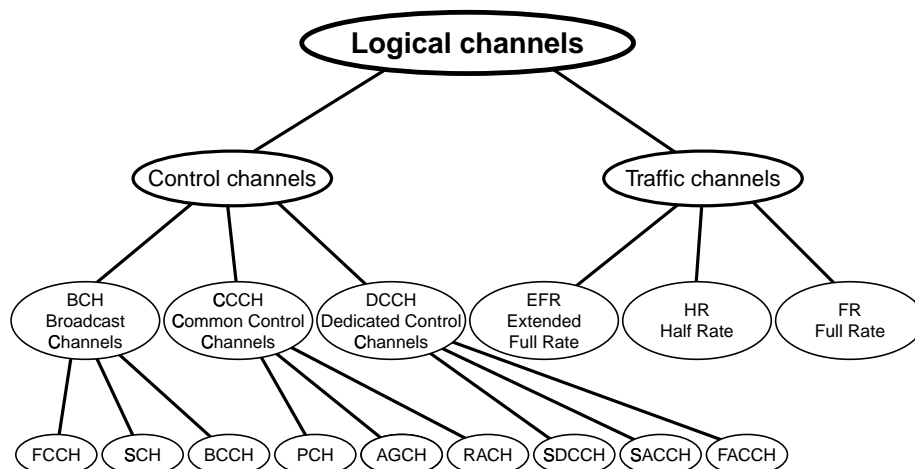 Logical channels
Control channels
Traffic channels
BCH
Broadcast
Channels
CCCH
Common Control
Channels
DCCH
Dedicated Control
Channels
EFR
Extended
Full Rate
HR
Half Rate
FR
Full Rate
FCCH
SCH
BCCH
PCH
AGCH
RACH
SDCCH
SACCH
FACCH